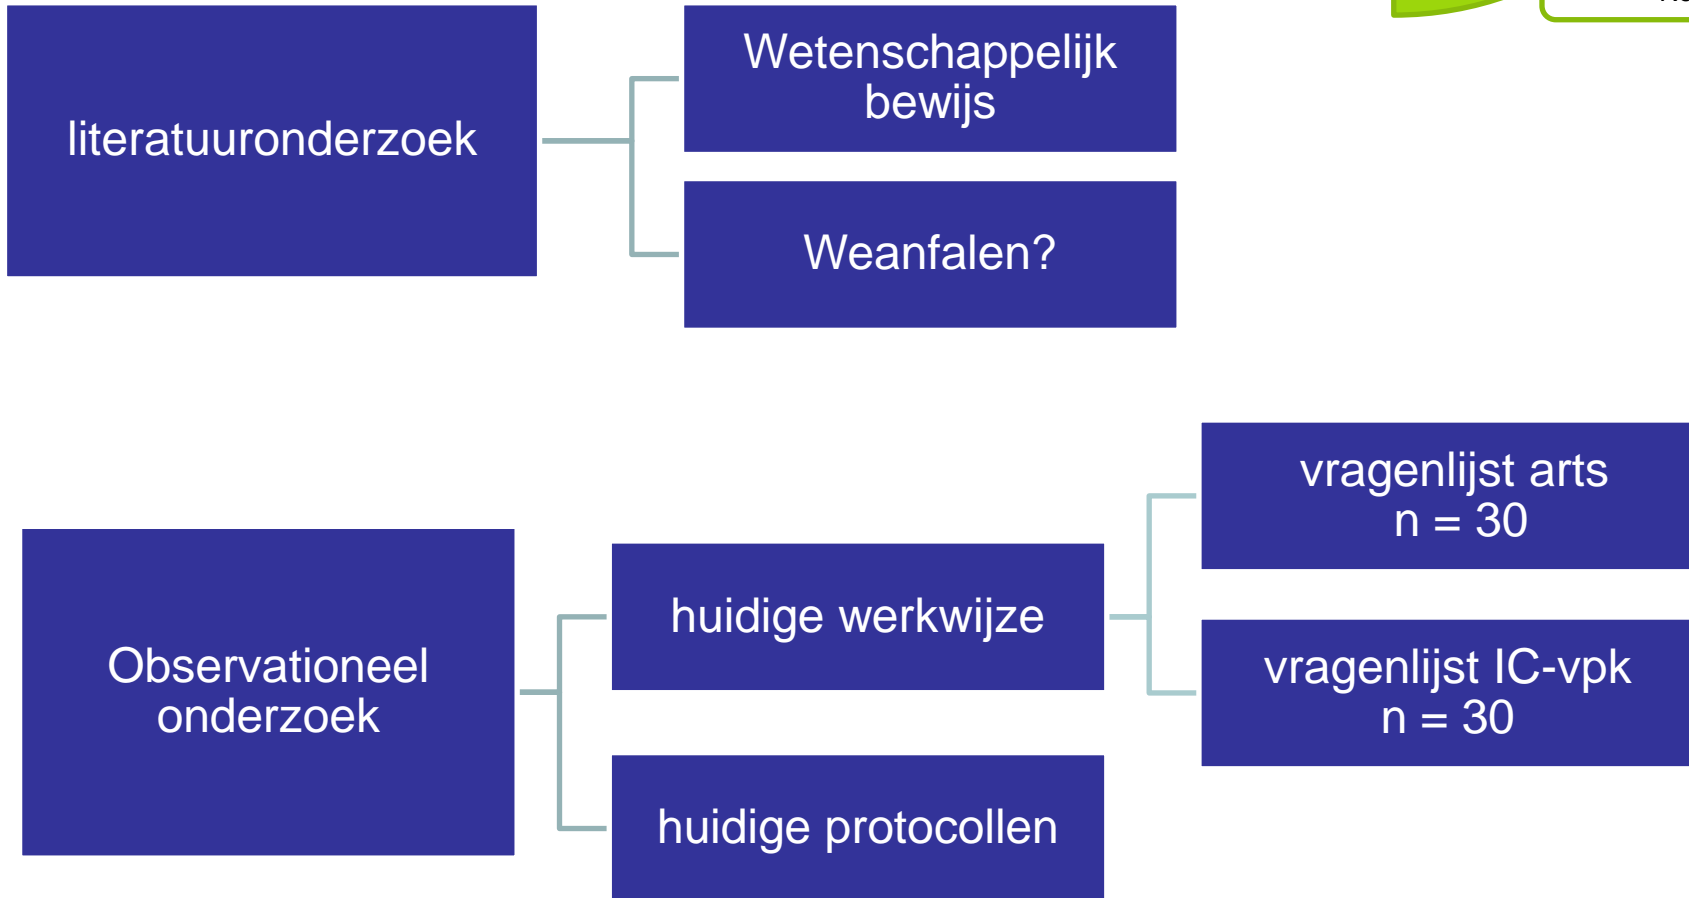 literatuuronderzoek
Wetenschappelijk
bewijs
Weanfalen?
Observationeel
onderzoek
huidige werkwijze
huidige protocollen
vragenlijst arts
n = 30
vragenlijst IC-vpk
n = 30